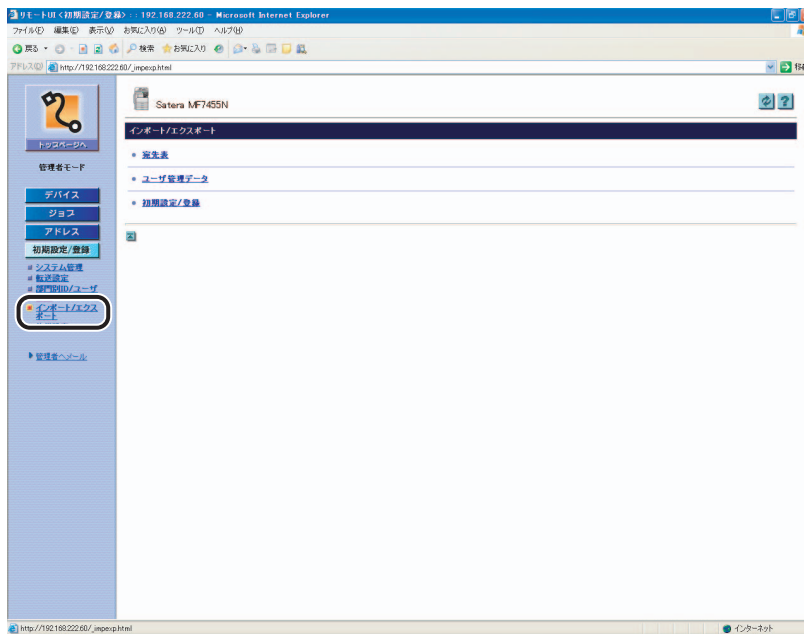 リモートUI <初期設定/登録> : : 192.168.222.60 - Microsoft Internet Explorer
ファイル(F) 編集(E) 表示(V) お気に入り(A) ツール(T) ヘルプ(H)
戻る 検索 お気に入り
アドレス(D) http://192.168.222.60/_impexp.html 移動
Satera MF7455N
トップページへ
インポート/エクスポート
宛先表
管理者モード
ユーザ管理データ
デバイス
初期設定/登録
ジョブ
アドレス
初期設定/登録
システム管理
転送設定
部門別ID/ユーザ
インポート/エクス
ポート
管理者へメール
http://192.168.222.60/_impexp.html インターネット